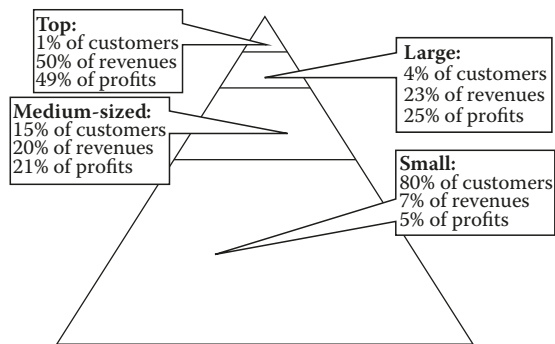 Top:
1% of customers
50% of revenues
49% of profits
Large:
4% of customers
23% of revenues
25% of profits
Medium-sized:
15% of customers
20% of revenues
21% of profits
Small:
80% of customers
7% of revenues
5% of profits